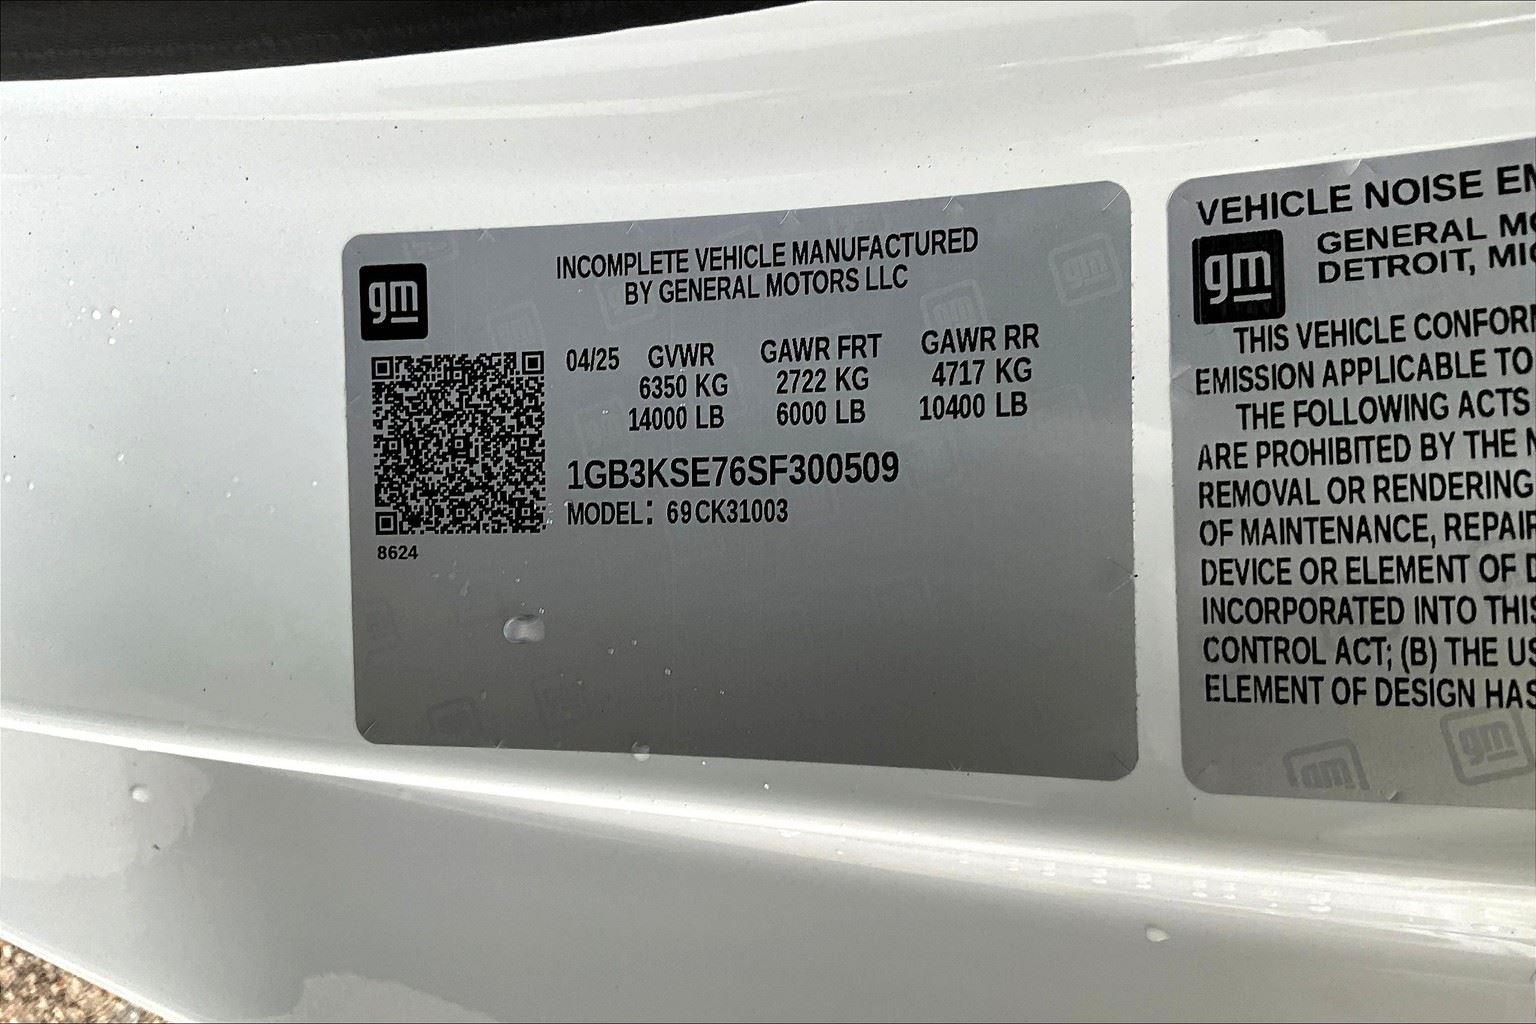 gm
INCOMPLETE VEHICLE MANUFACTURED
BY GENERAL MOTORS LLC
04/25 GVWR GAWR FRT GAWR RR
6350 KG 2722 KG 4717 KG
14000 LB 6000 LB 10400 LB
1GB3KSE76SF300509
MODEL: 69CK31003
8624
VEHICLE NOISE EM
gm
GENERAL MO
DETROIT, MIC
THIS VEHICLE CONFOR
EMISSION APPLICABLE TO
THE FOLLOWING ACTS
ARE PROHIBITED BY THE N
REMOVAL OR RENDERING
OF MAINTENANCE, REPAIR
DEVICE OR ELEMENT OF D
INCORPORATED INTO THIS
CONTROL ACT; (B) THE US
ELEMENT OF DESIGN HAS
gm
gm